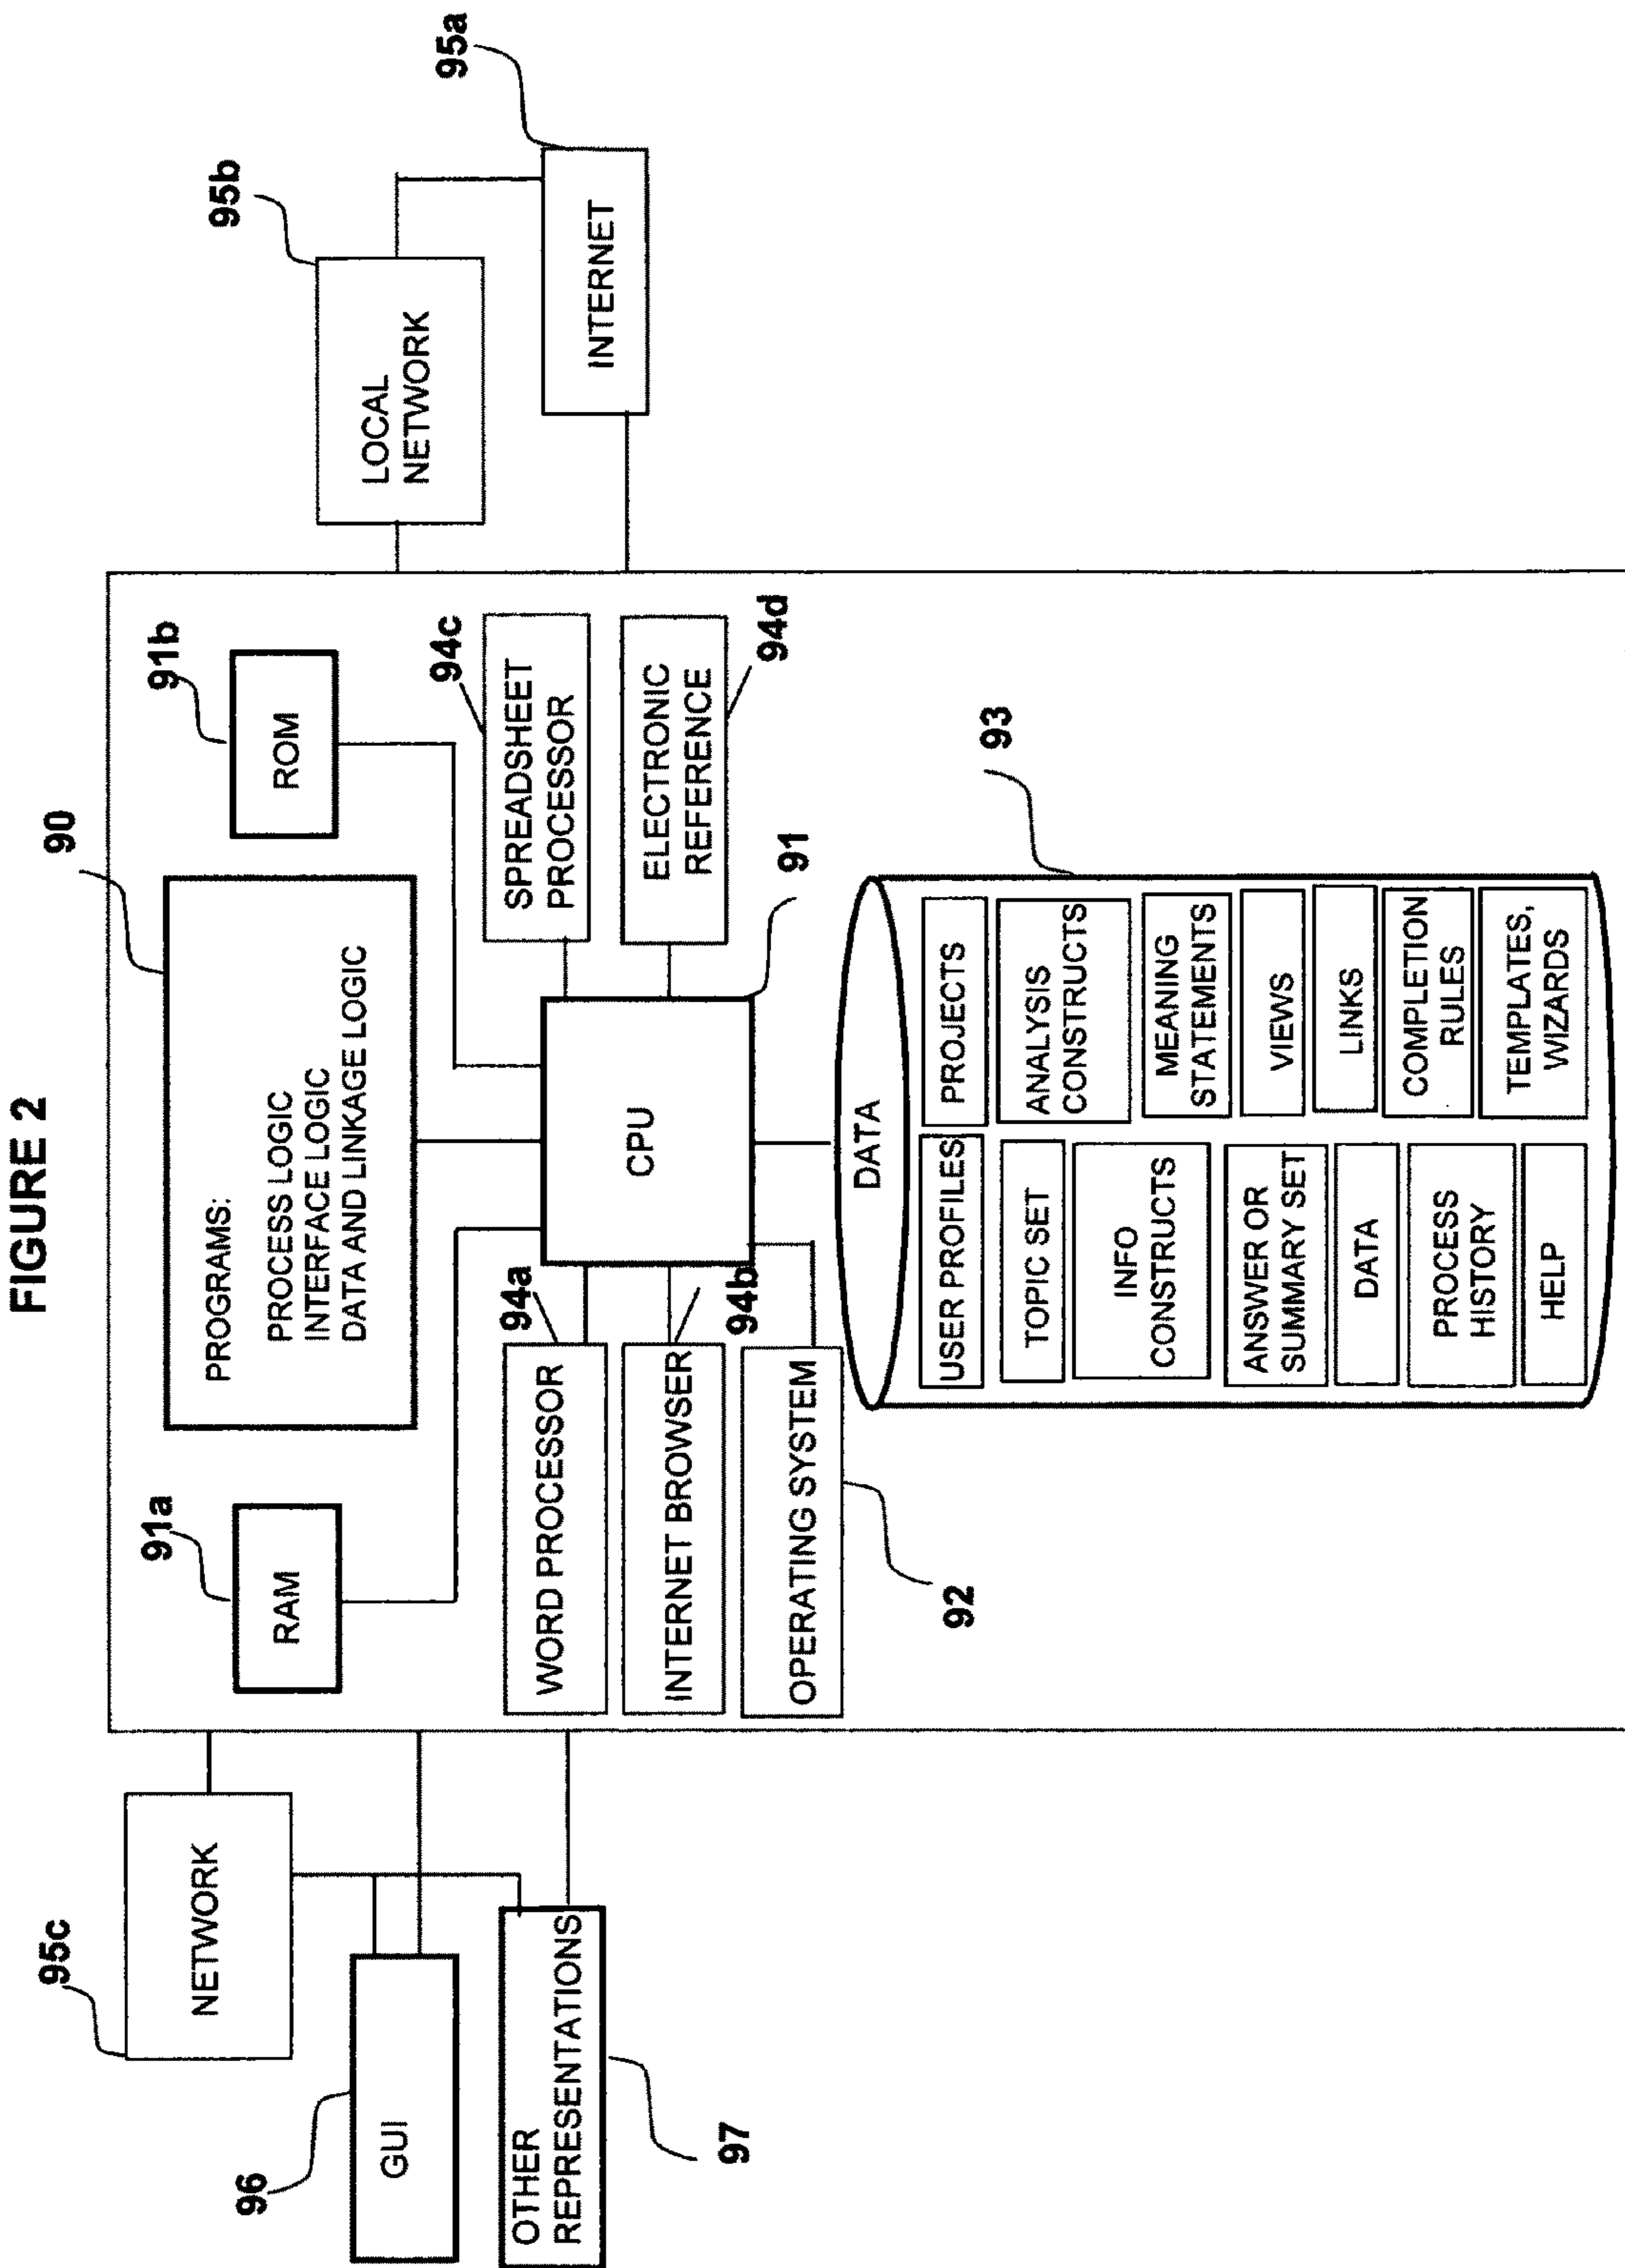 FIGURE 2
90
PROGRAMS:
PROCESS LOGIC
INTERFACE LOGIC
DATA AND LINKAGE LOGIC
91a
RAM
91b
ROM
95c
NETWORK
96
GUI
OTHER
REPRESENTATIONS
97
95b
LOCAL
NETWORK
95a
INTERNET
94a
WORD PROCESSOR
INTERNET BROWSER
94b
OPERATING SYSTEM
92
CPU
91
94c
SPREADSHEET
PROCESSOR
ELECTRONIC
REFERENCE
94d
93
DATA
USER PROFILES
TOPIC SET
INFO
CONSTRUCTS
ANSWER OR
SUMMARY SET
DATA
PROCESS
HISTORY
HELP
PROJECTS
ANALYSIS
CONSTRUCTS
MEANING
STATEMENTS
VIEWS
LINKS
COMPLETION
RULES
TEMPLATES,
WIZARDS